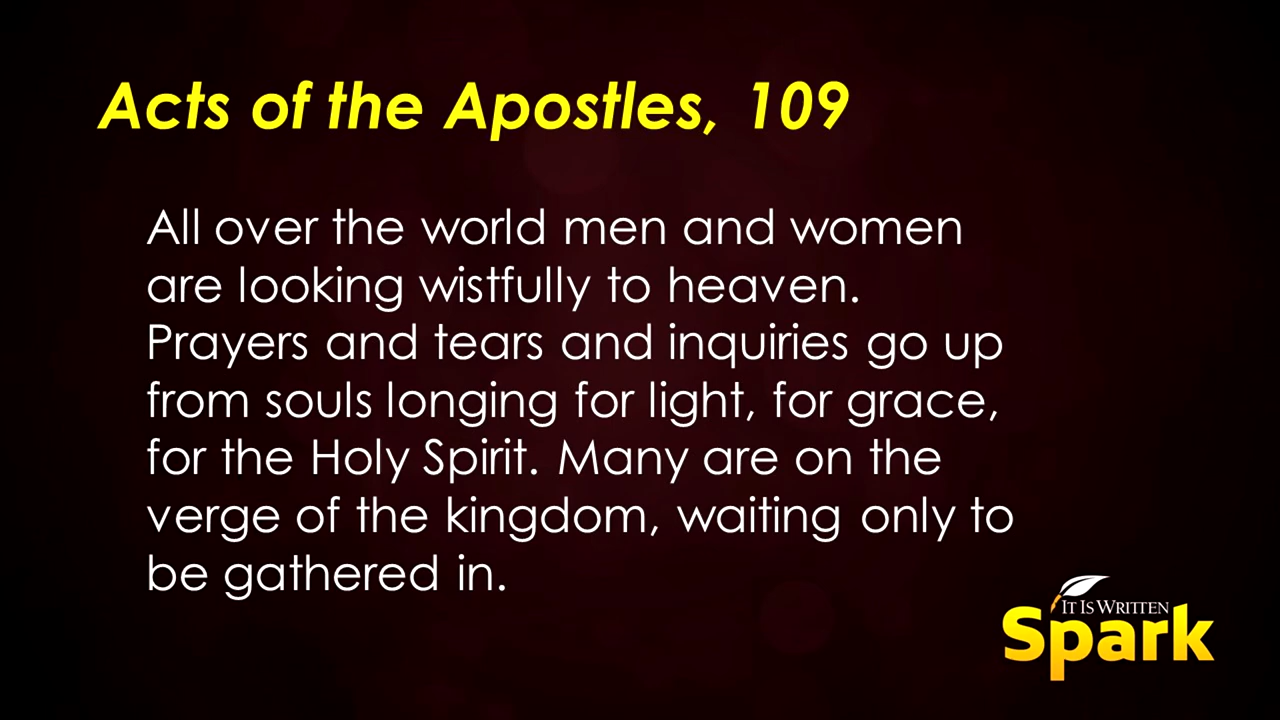 Acts of the Apostles, 109
All over the world men and women
are looking wistfully to heaven.
Prayers and tears and inquiries go up
from souls longing for light, for grace,
for the Holy Spirit. Many are on the
verge of the kingdom, waiting only to
be gathered in.
IT IS WRITTEN
Spark